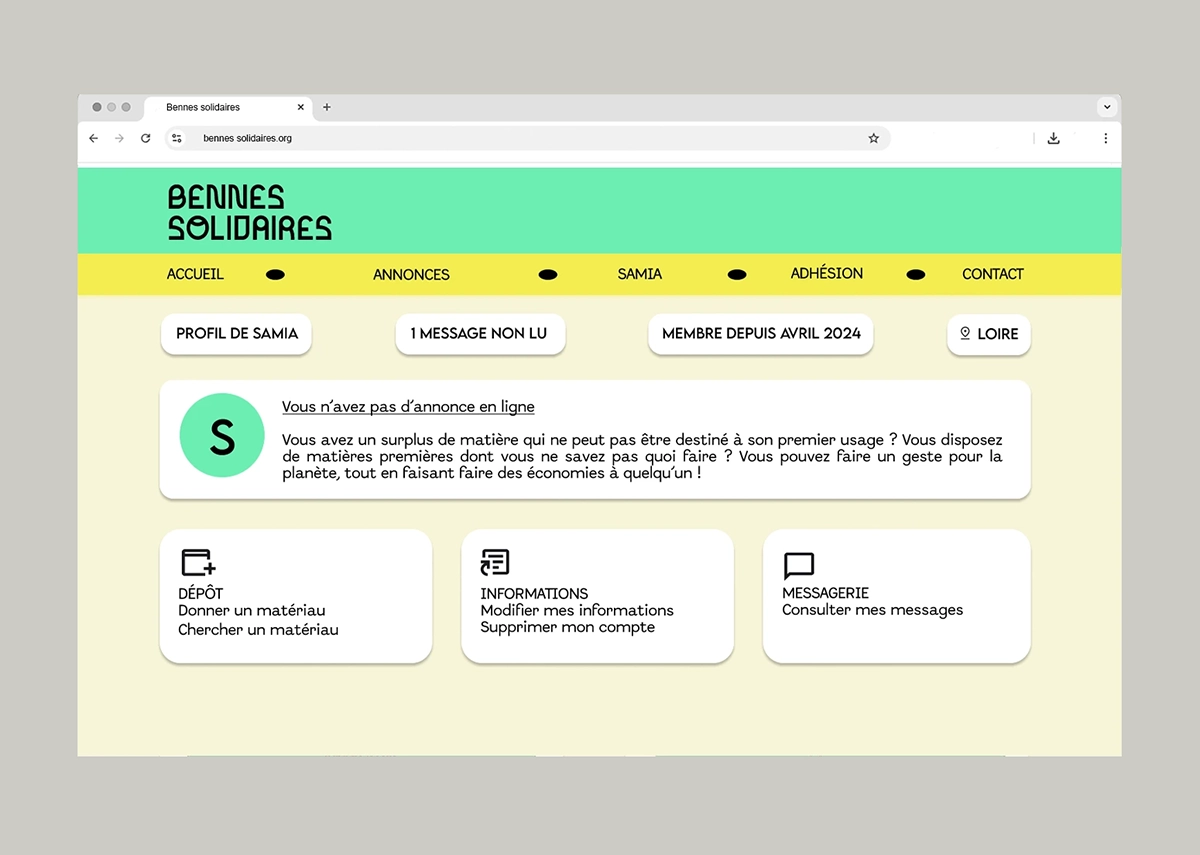 Bennes solidaires
bennes solidaires.org
BENNES
SOLIDAIRES
ACCUEIL
ANNONCES
SAMIA
ADHÉSION
CONTACT
PROFIL DE SAMIA
1 MESSAGE NON LU
MEMBRE DEPUIS AVRIL 2024
LOIRE
S
Vous n’avez pas d’annonce en ligne
Vous avez un surplus de matière qui ne peut pas être destiné à son premier usage ? Vous disposez
de matières premières dont vous ne savez pas quoi faire ? Vous pouvez faire un geste pour la
planète, tout en faisant faire des économies à quelqu’un !
DÉPÔT
Donner un matériau
Chercher un matériau
INFORMATIONS
Modifier mes informations
Supprimer mon compte
MESSAGERIE
Consulter mes messages